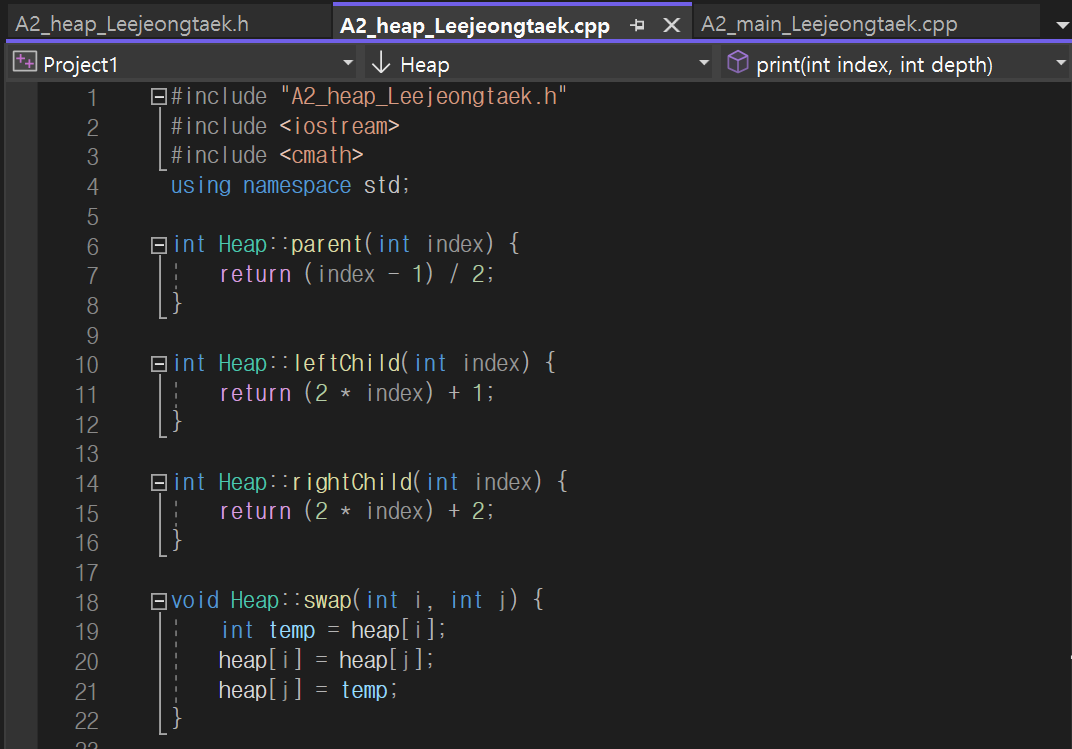 A2_heap_Leejeongtaek.h A2_heap_Leejeongtaek.cpp A2_main_Leejeongtaek.cpp
Project1 Heap print(int index, int depth)
1 #include "A2_heap_Leejeongtaek.h"
2 #include <iostream>
3 #include <cmath>
4 using namespace std;
5
6 int Heap::parent(int index) {
7 return (index - 1) / 2;
8 }
9
10 int Heap::leftChild(int index) {
11 return (2 * index) + 1;
12 }
13
14 int Heap::rightChild(int index) {
15 return (2 * index) + 2;
16 }
17
18 void Heap::swap(int i, int j) {
19 int temp = heap[i];
20 heap[i] = heap[j];
21 heap[j] = temp;
22 }